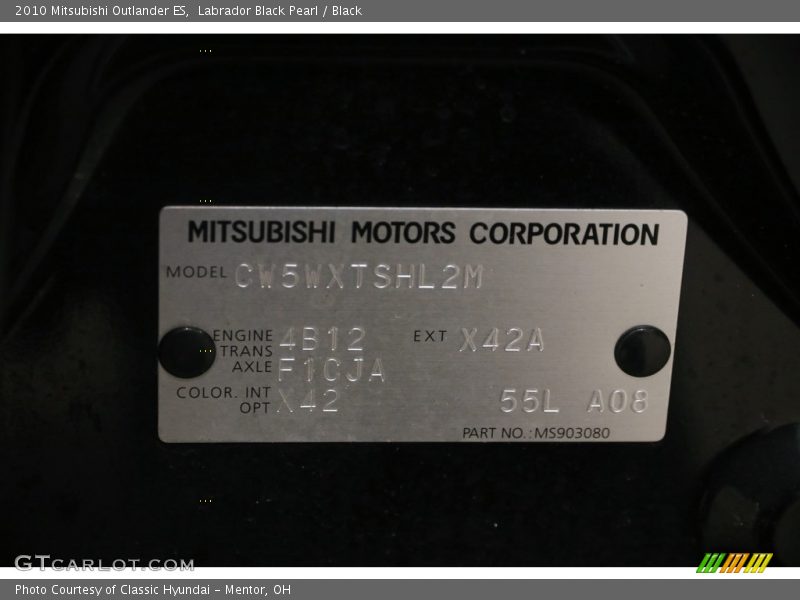 2010 Mitsubishi Outlander ES,  Labrador Black Pearl / Black
MITSUBISHI MOTORS CORPORATION
MODEL CW5WXTSHL2M
ENGINE 4B12 EXT X42A
TRANS
AXLE F1CJA
COLOR. INT X42 55L A08
OPT
PART NO.: MS903080
GTCARLOT.COM
Photo Courtesy of Classic Hyundai - Mentor, OH